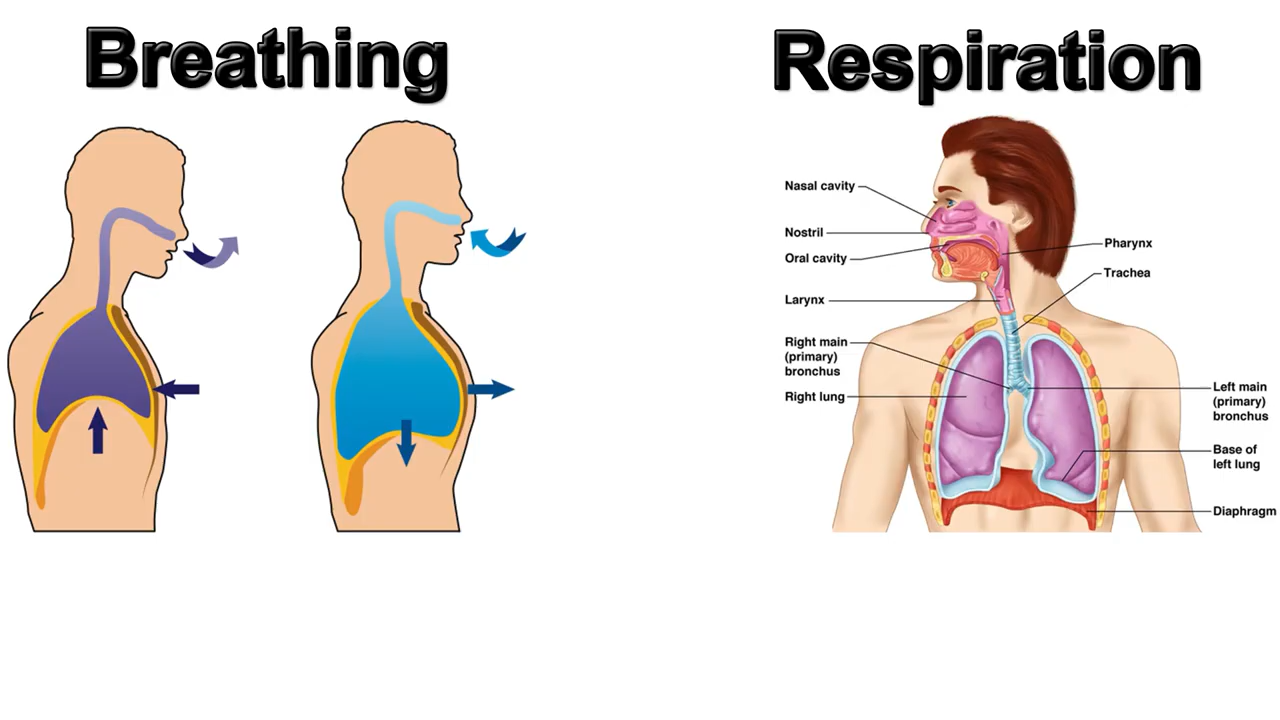 Breathing
Respiration
Nasal cavity
Nostril
Oral cavity
Larynx
Right main
(primary)
bronchus
Right lung
Pharynx
Trachea
Left main
(primary)
bronchus
Base of
left lung
Diaphragm